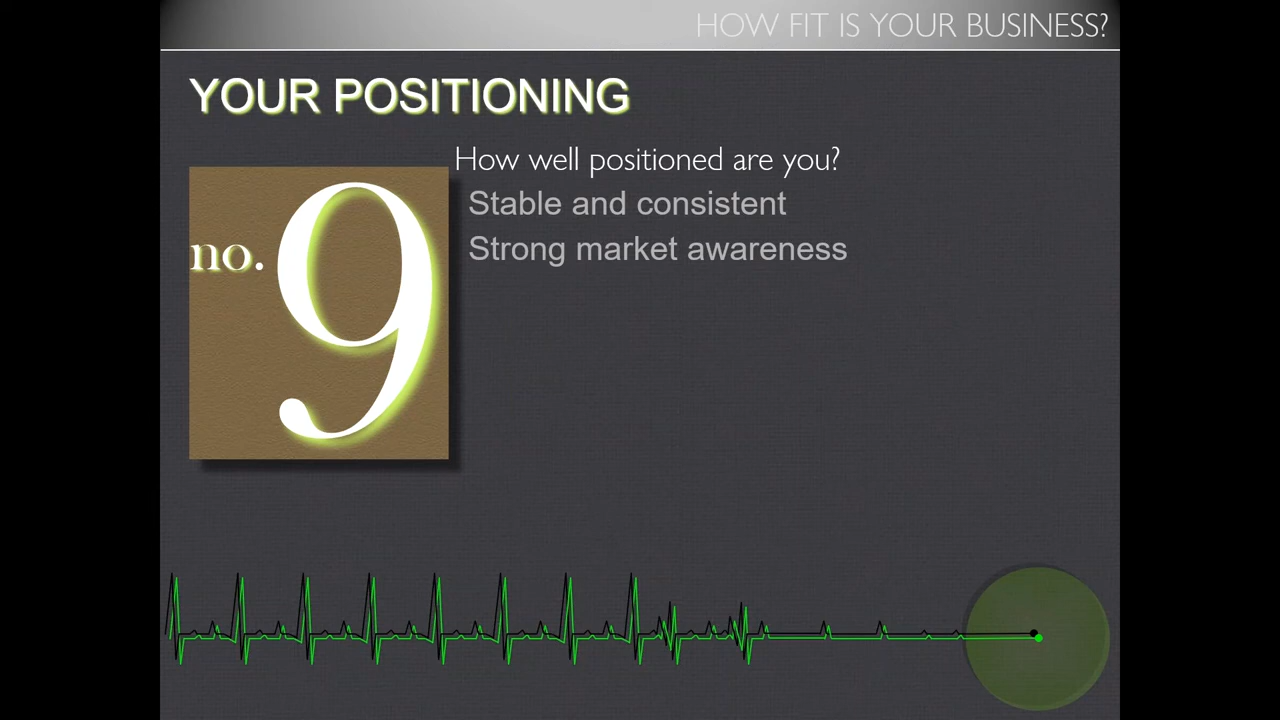 HOW FIT IS YOUR BUSINESS?
YOUR POSITIONING
How well positioned are you?
Stable and consistent
Strong market awareness
no. 9